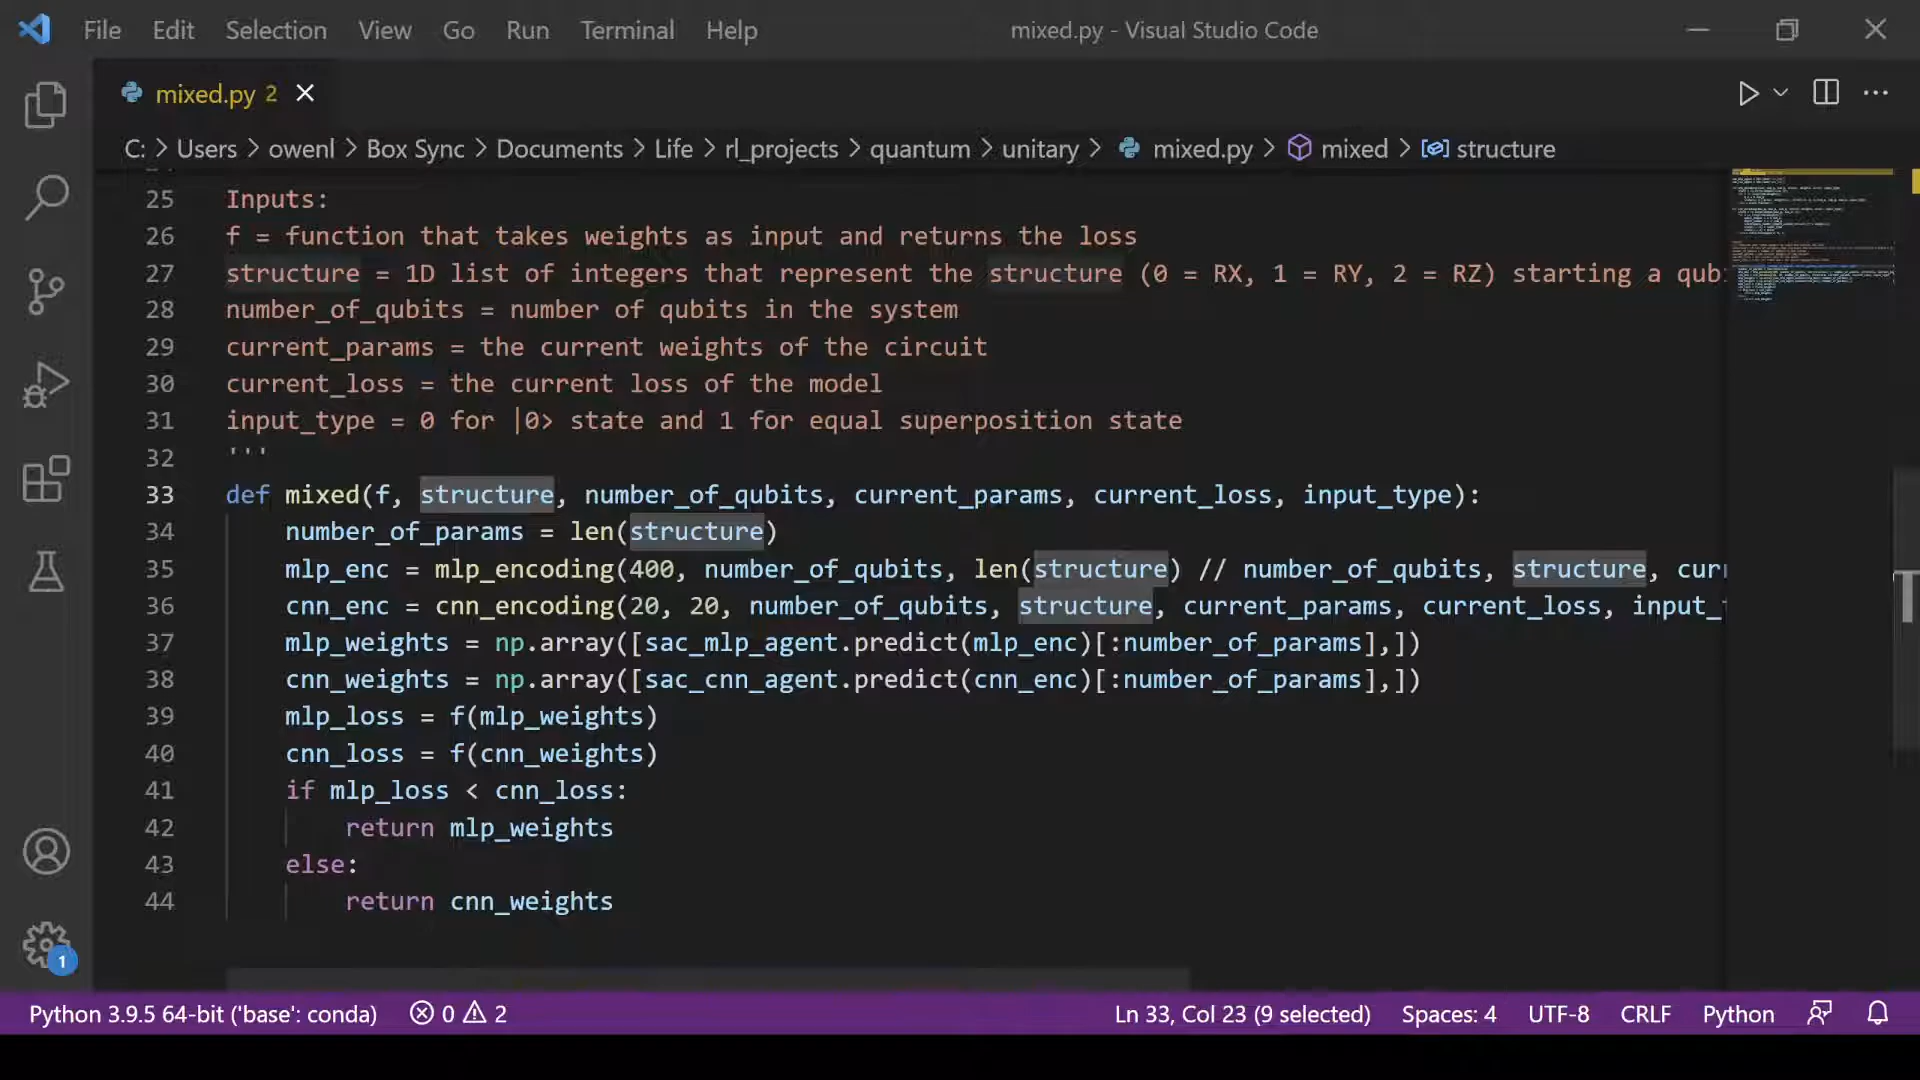 File Edit Selection View Go Run Terminal Help mixed.py - Visual Studio Code
mixed.py 2
C: > Users > owenl > Box Sync > Documents > Life > rl_projects > quantum > unitary > mixed.py > mixed > structure
25 Inputs:
26 f = function that takes weights as input and returns the loss
27 structure = 1D list of integers that represent the structure (0 = RX, 1 = RY, 2 = RZ) starting a qub
28 number_of_qubits = number of qubits in the system
29 current_params = the current weights of the circuit
30 current_loss = the current loss of the model
31 input_type = 0 for |0> state and 1 for equal superposition state
32 '''
33 def mixed(f, structure, number_of_qubits, current_params, current_loss, input_type):
34 number_of_params = len(structure)
35 mlp_enc = mlp_encoding(400, number_of_qubits, len(structure) // number_of_qubits, structure, curr
36 cnn_enc = cnn_encoding(20, 20, number_of_qubits, structure, current_params, current_loss, input_
37 mlp_weights = np.array([sac_mlp_agent.predict(mlp_enc)[:number_of_params],])
38 cnn_weights = np.array([sac_cnn_agent.predict(cnn_enc)[:number_of_params],])
39 mlp_loss = f(mlp_weights)
40 cnn_loss = f(cnn_weights)
41 if mlp_loss < cnn_loss:
42 return mlp_weights
43 else:
44 return cnn_weights
1
Python 3.9.5 64-bit ('base': conda) 0 2 Ln 33, Col 23 (9 selected) Spaces: 4 UTF-8 CRLF Python